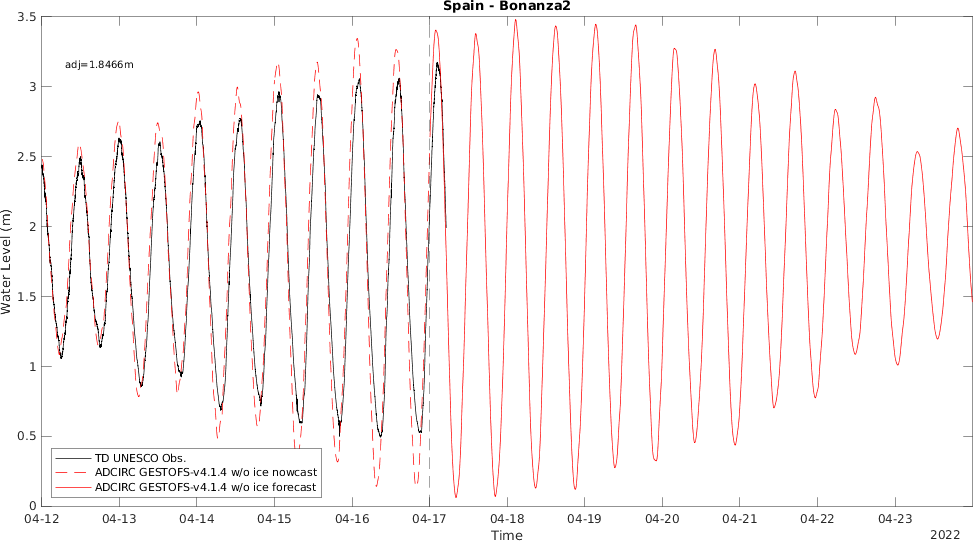 Spain - Bonanza2
3.5
adj=1.8466m
3
2.5
2
1.5
1
0.5
0
Water Level (m)
TD UNESCO Obs.
ADCIRC GESTOFS-v4.1.4 w/o ice nowcast
ADCIRC GESTOFS-v4.1.4 w/o ice forecast
04-12 04-13 04-14 04-15 04-16 04-17 04-18 04-19 04-20 04-21 04-22 04-23
Time
2022